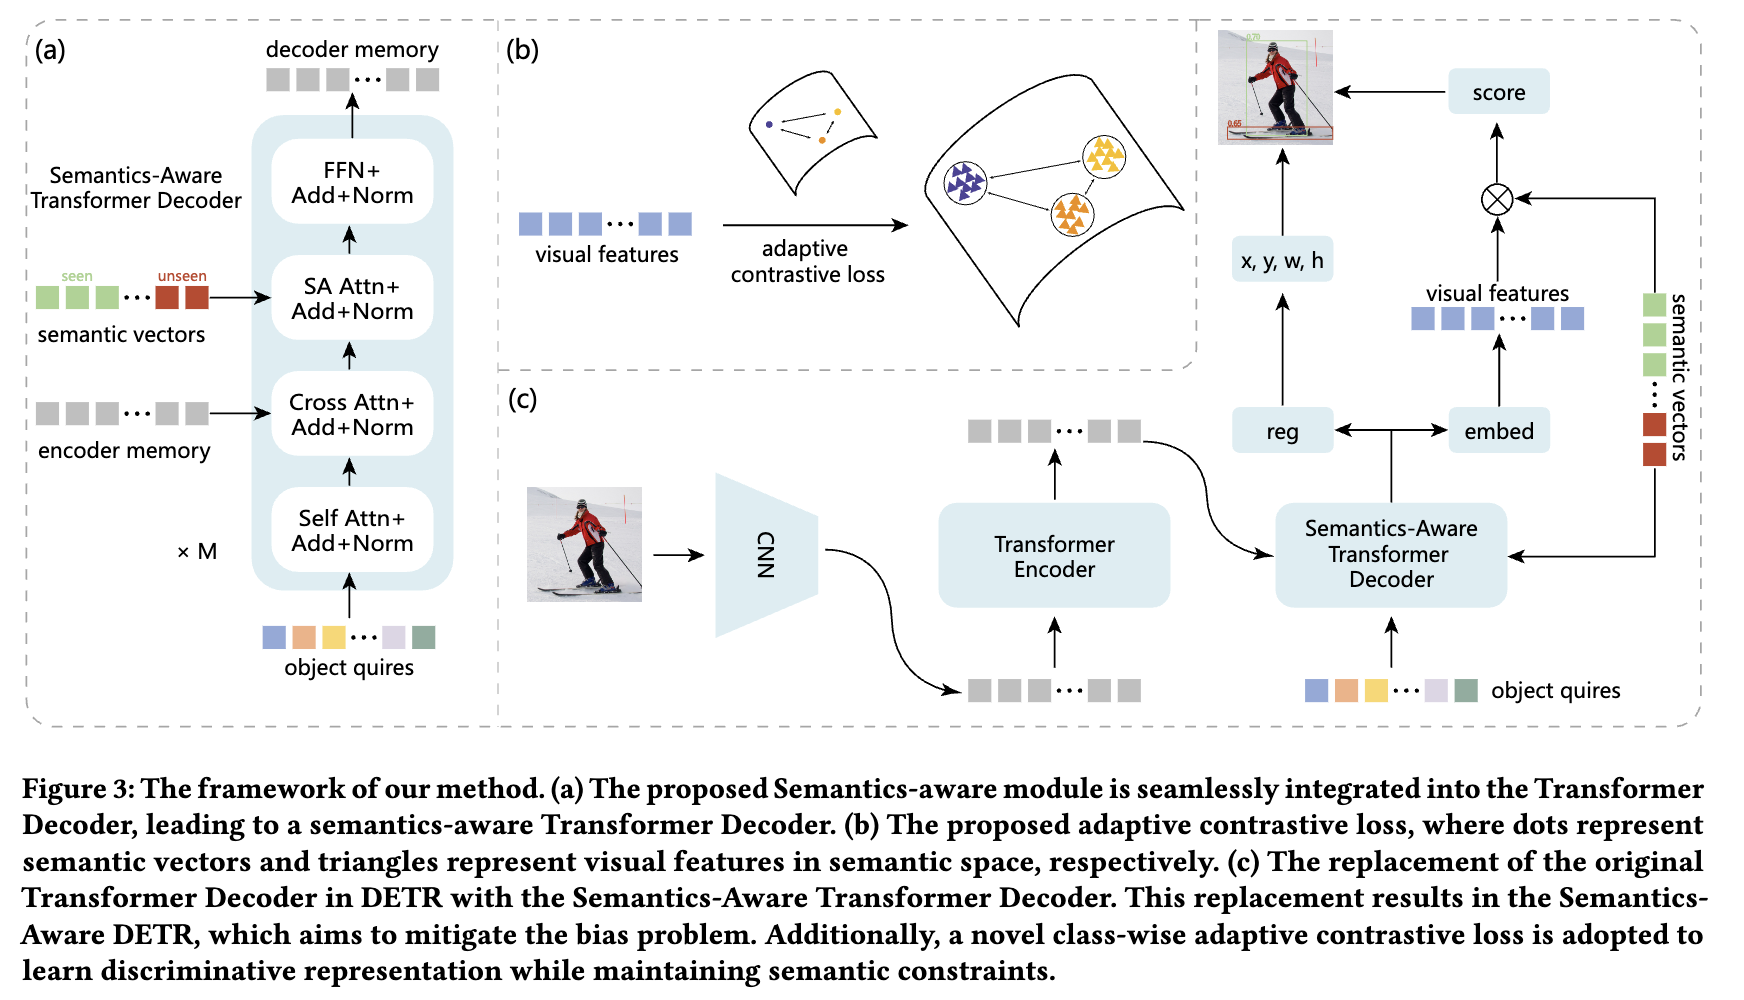 (a)
decoder memory
FFN+
Add+Norm
Semantics-Aware
Transformer Decoder
SA Attn+
Add+Norm
seen
unseen
semantic vectors
Cross Attn+
Add+Norm
encoder memory
Self Attn+
Add+Norm
× M
object quires
(b)
visual features
adaptive
contrastive loss
(c)
CNN
Transformer
Encoder
Semantics-Aware
Transformer
Decoder
object quires
reg
embed
x, y, w, h
visual features
semantic vectors
score
0.70
0.65
Figure 3: The framework of our method. (a) The proposed Semantics-aware module is seamlessly integrated into the Transformer
Decoder, leading to a semantics-aware Transformer Decoder. (b) The proposed adaptive contrastive loss, where dots represent
semantic vectors and triangles represent visual features in semantic space, respectively. (c) The replacement of the original
Transformer Decoder in DETR with the Semantics-Aware Transformer Decoder. This replacement results in the Semantics-
Aware DETR, which aims to mitigate the bias problem. Additionally, a novel class-wise adaptive contrastive loss is adopted to
learn discriminative representation while maintaining semantic constraints.